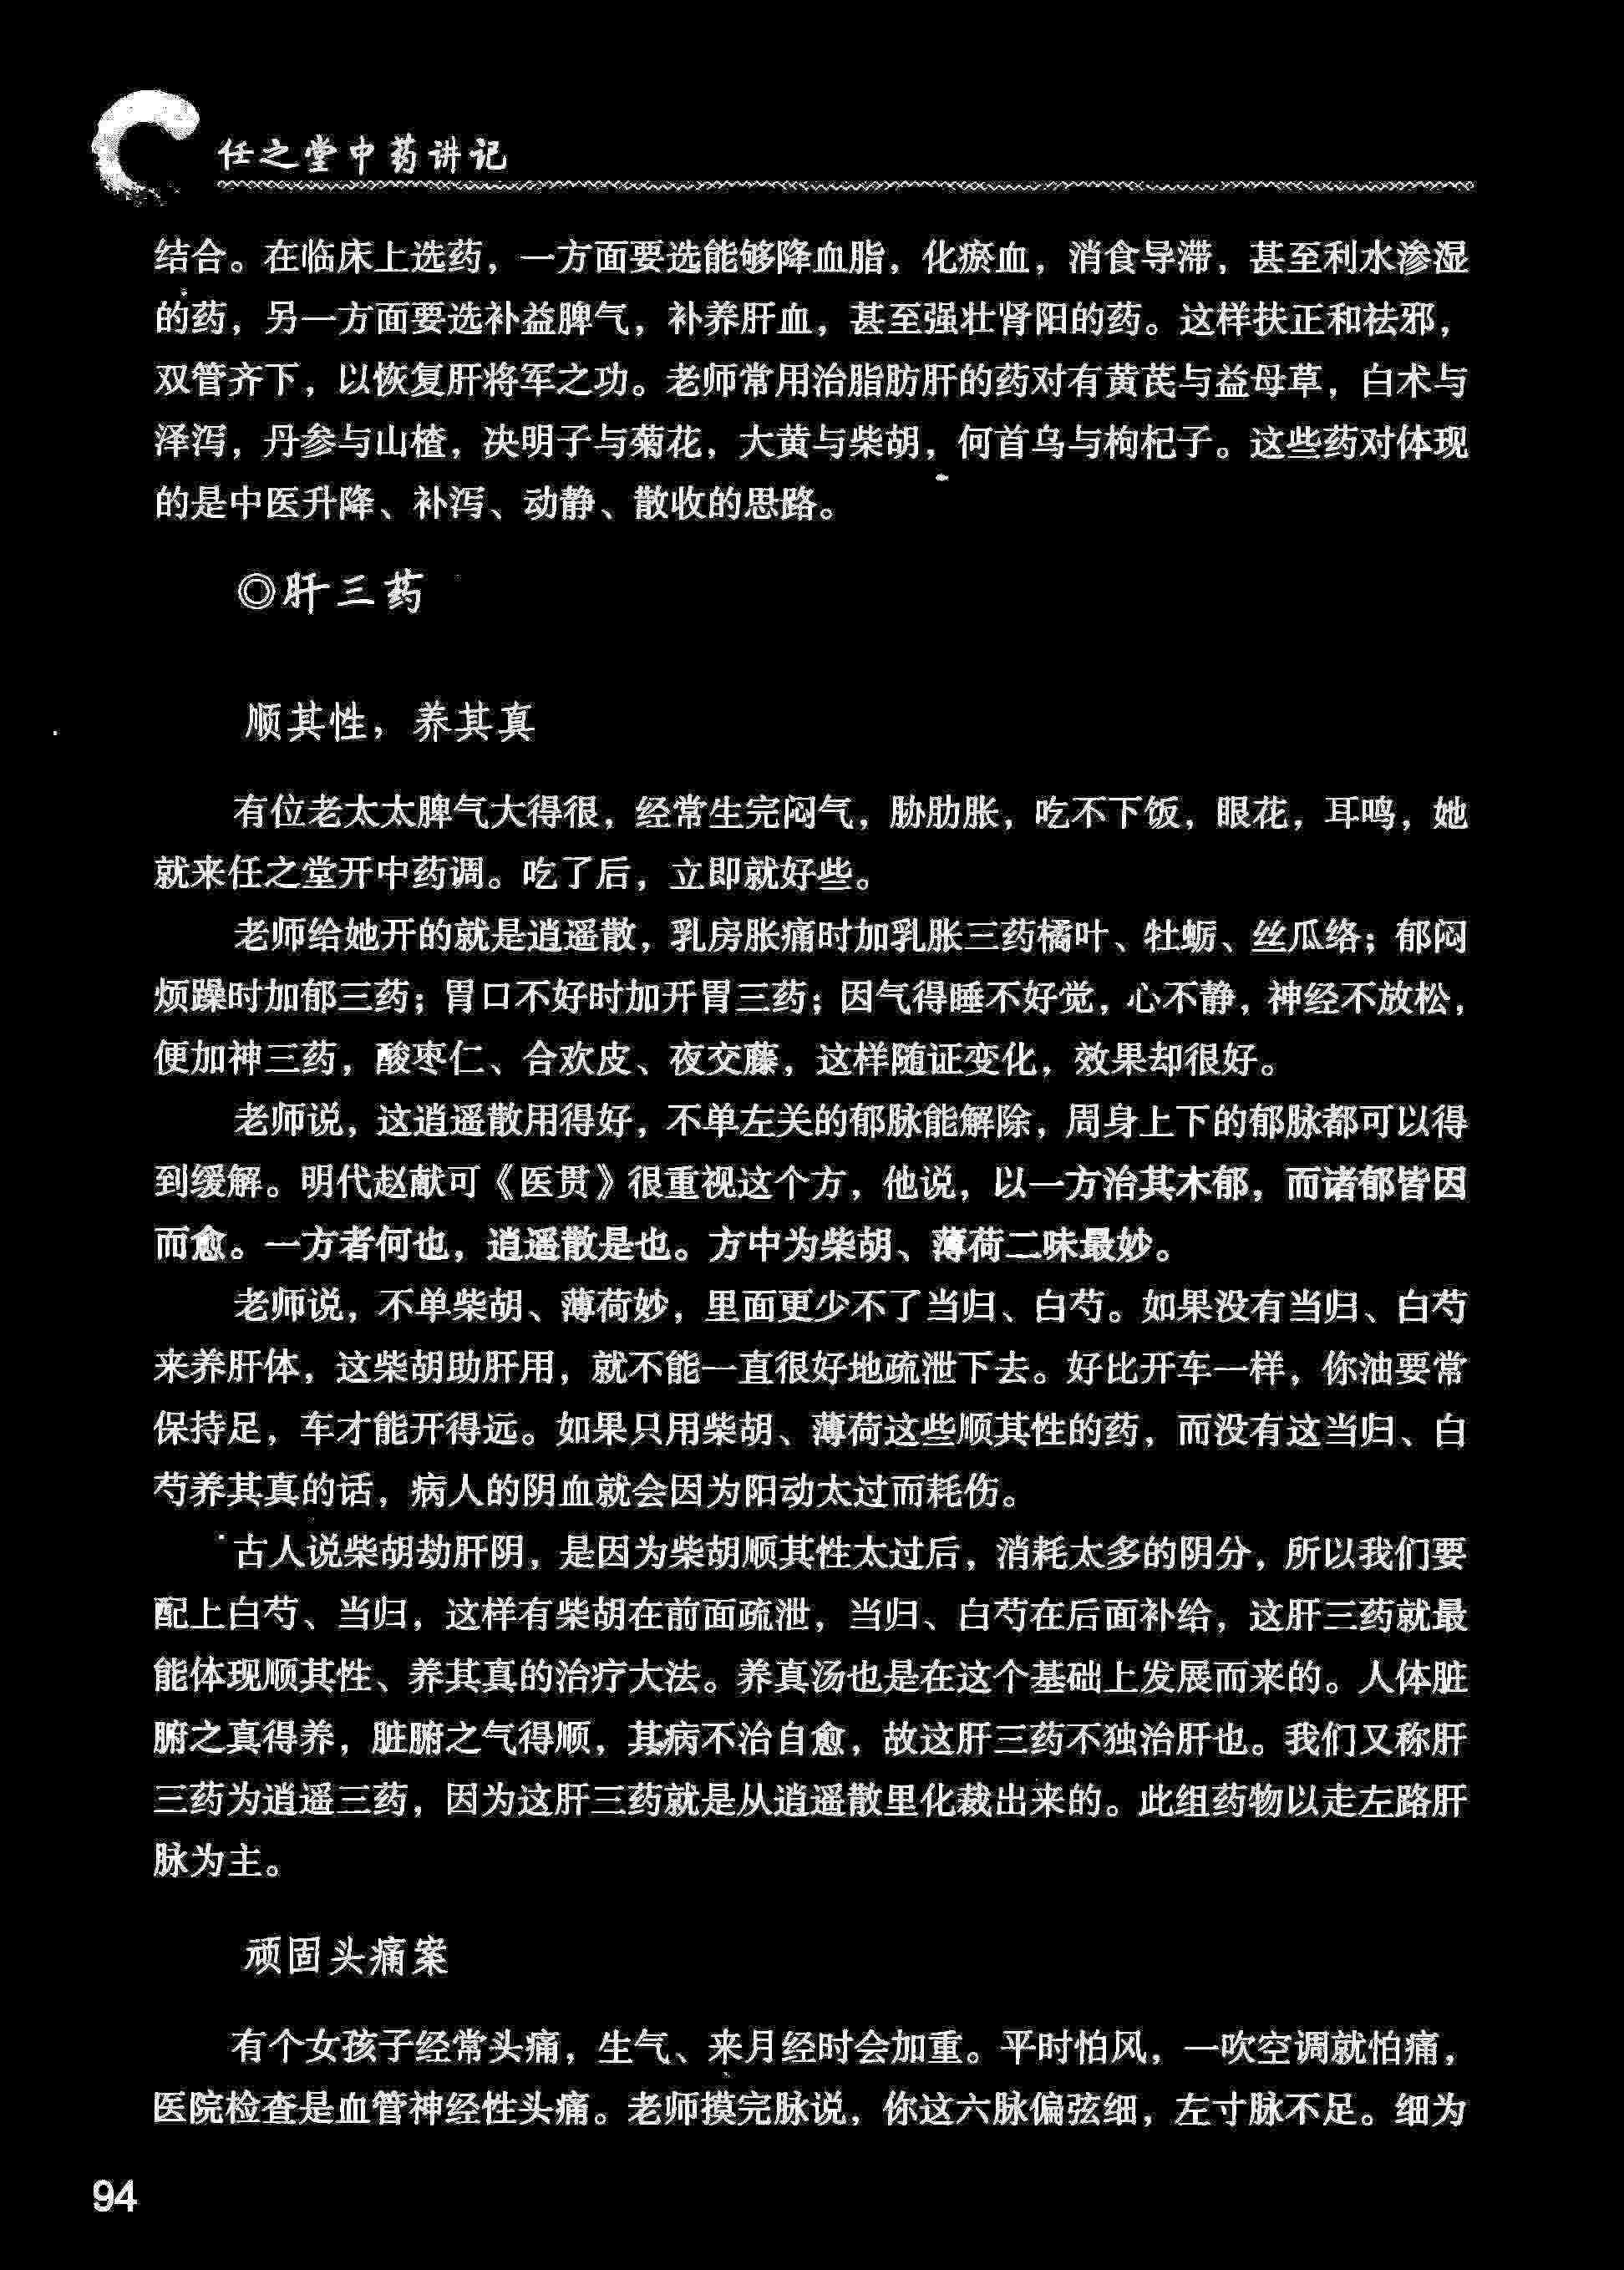 任之堂中药讲记
结合。在临床上选药，一方面要选能够降血脂，化瘀血，消食导滞，甚至利水渗湿
的药，另一方面要选补益脾气，补养肝血，甚至强壮肾阳的药。这样扶正和祛邪，
双管齐下，以恢复肝将军之功。老师常用治脂肪肝的药对有黄芪与益母草，白术与
泽泻，丹参与山楂，决明子与菊花，大黄与柴胡，何首乌与枸杞子。这些药对体现
的是中医升降、补泻、动静、散收的思路。
◎肝三药
顺其性，养其真
有位老太太脾气大得很，经常生完闷气，胁肋胀，吃不下饭，眼花，耳鸣，她
就来任之堂开中药调。吃了后，立即就好些。
老师给她开的就是逍遥散，乳房胀痛时加乳胀三药橘叶、牡蛎、丝瓜络；郁闷
烦躁时加郁三药；胃口不好时加开胃三药；因气得睡不好觉，心不静，神经不放松，
便加神三药，酸枣仁、合欢皮、夜交藤，这样随证变化，效果却很好。
老师说，这逍遥散用得好，不单左关的郁脉能解除，周身上下的郁脉都可以得
到缓解。明代赵献可《医贯》很重视这个方，他说，以一方治其木郁，而诸郁皆因
而愈。一方者何也，逍遥散是也。方中为柴胡、薄荷二味最妙。
老师说，不单柴胡、薄荷妙，里面更少不了当归、白芍。如果没有当归、白芍
来养肝体，这柴胡助肝用，就不能一直很好地疏泄下去。好比开车一样，你油要常
保持足，车才能开得远。如果只用柴胡、薄荷这些顺其性的药，而没有这当归、白
芍养其真的话，病人的阴血就会因为阳动太过而耗伤。
古人说柴胡劫肝阴，是因为柴胡顺其性太过后，消耗太多的阴分，所以我们要
配上白芍、当归，这样有柴胡在前面疏泄，当归、白芍在后面补给，这肝三药就最
能体现顺其性、养其真的治疗大法。养真汤也是在这个基础上发展而来的。人体脏
腑之真得养，脏腑之气得顺，其病不治自愈，故这肝三药不独治肝也。我们又称肝
三药为逍遥三药，因为这肝三药就是从逍遥散里化裁出来的。此组药物以走左路肝
脉为主。
顽固头痛案
有个女孩子经常头痛，生气、来月经时会加重。平时怕风，一吹空调就怕痛，
医院检查是血管神经性头痛。老师摸完脉说，你这六脉偏弦细，左寸脉不足。细为
94